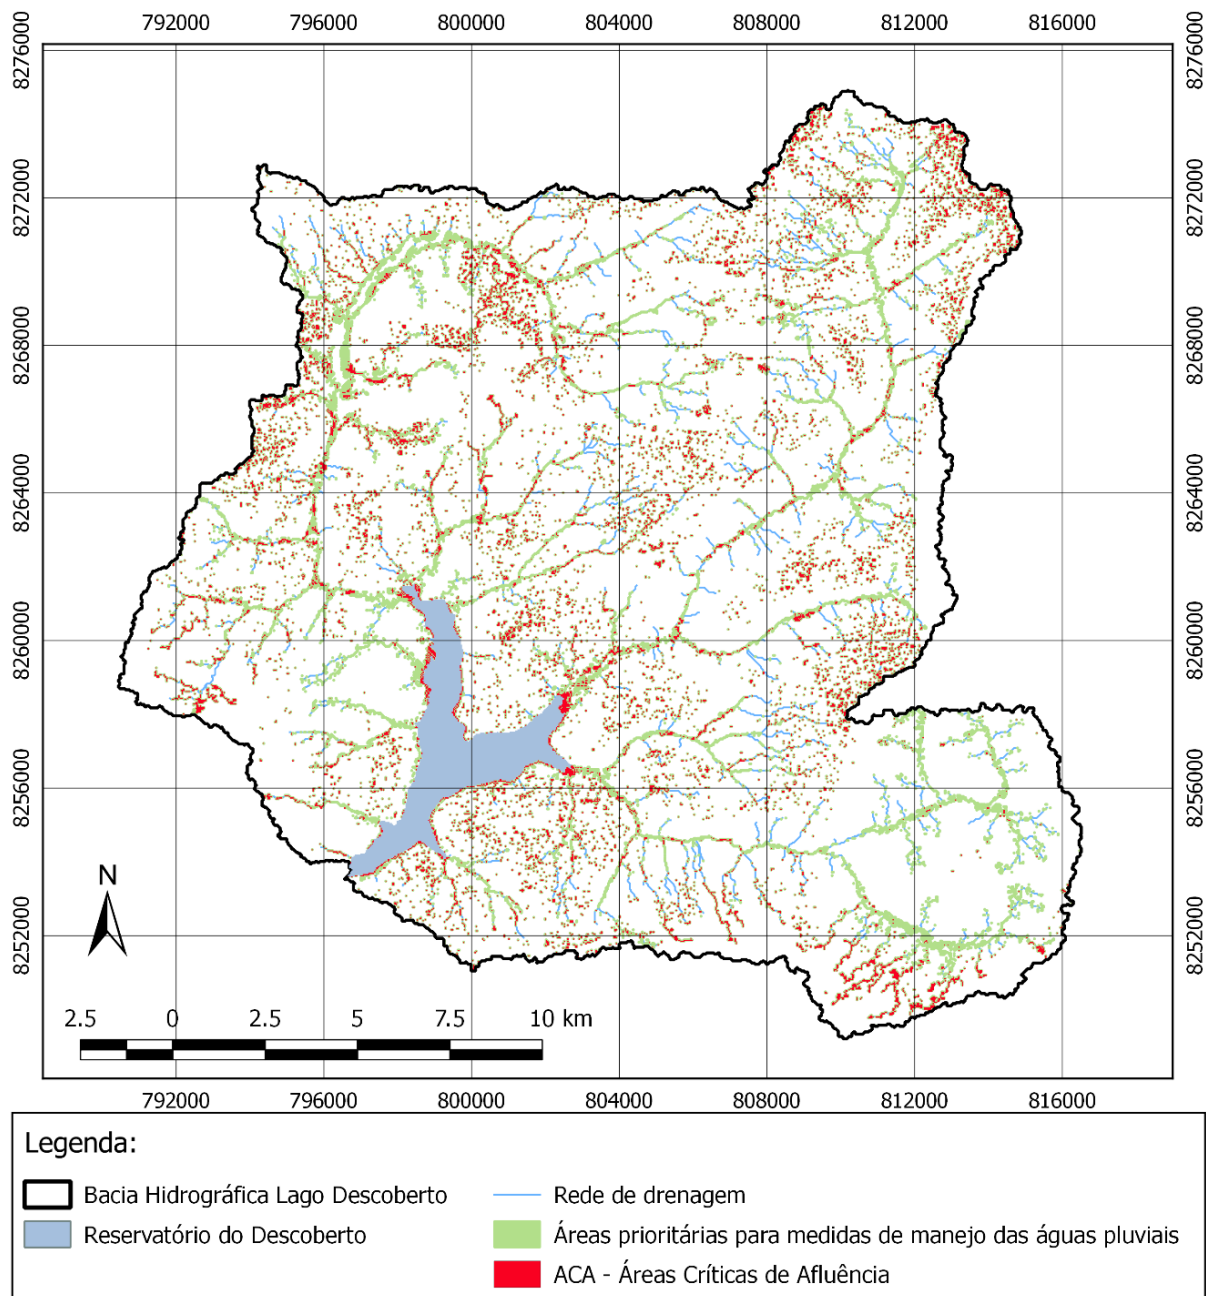 792000 796000 800000 804000 808000 812000 816000
8276000 8276000
8272000 8272000
8268000 8268000
8264000 8264000
8260000 8260000
8256000 8256000
8252000 8252000
N
2.5 0 2.5 5 7.5 10 km
792000 796000 800000 804000 808000 812000 816000
Legenda:
Bacia Hidrográfica Lago Descoberto
Rede de drenagem
Reservatório do Descoberto
Áreas prioritárias para medidas de manejo das águas pluviais
ACA - Áreas Críticas de Afluência